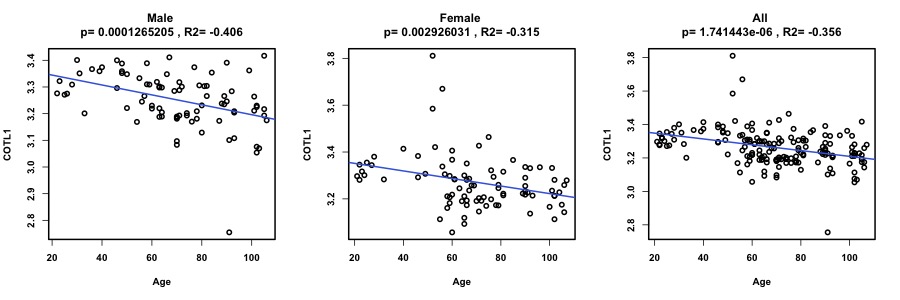 Male
p= 0.0001265205 , R2= -0.406
COTL1
3.4
3.3
3.2
3.1
3.0
2.9
2.8
20 40 60 80 100
Age
Female
p= 0.002926031 , R2= -0.315
COTL1
3.8
3.6
3.4
3.2
20 40 60 80 100
Age
All
p= 1.741443e-06 , R2= -0.356
COTL1
3.8
3.6
3.4
3.2
3.0
2.8
20 40 60 80 100
Age